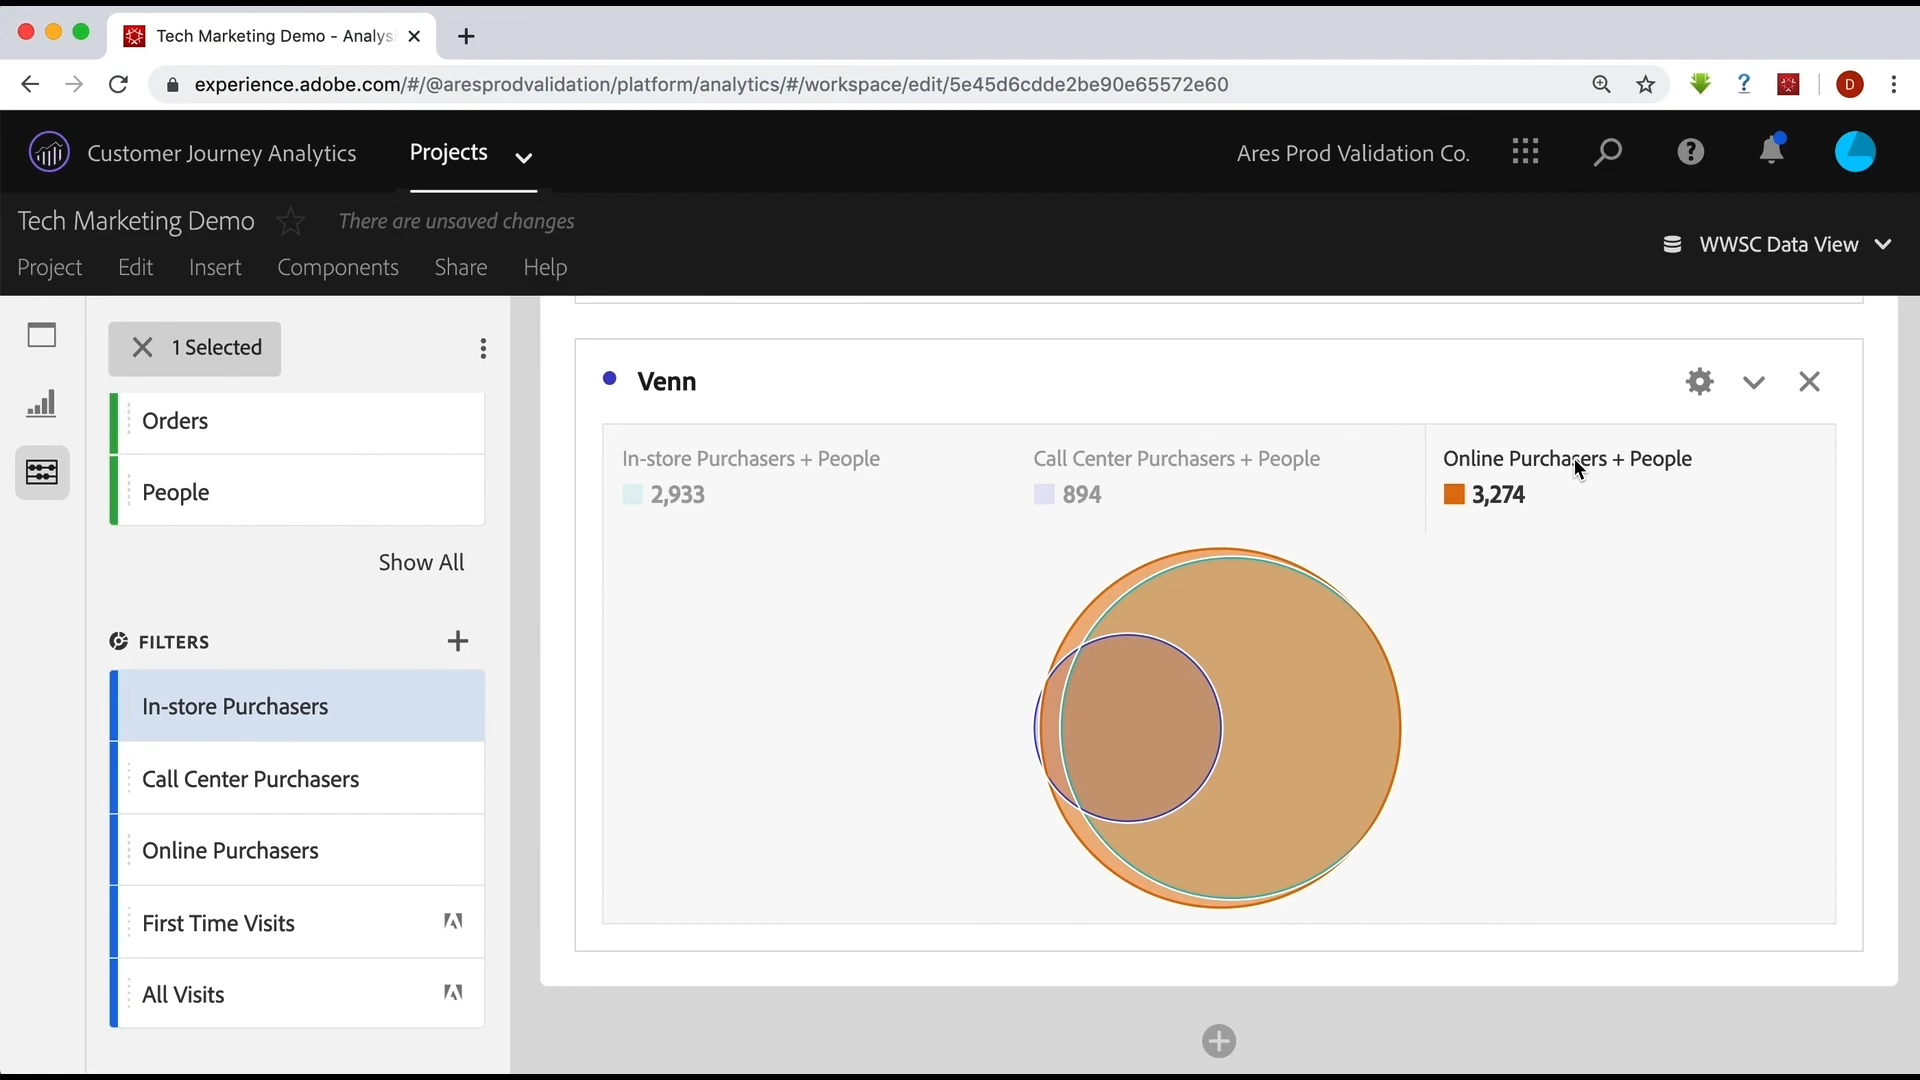 Tech Marketing Demo - Analys
experience.adobe.com/#/@aresprodvalidation/platform/analytics/#/workspace/edit/5e45d6cdde2be90e65572e60
D
Customer Journey Analytics
Projects
Ares Prod Validation Co.
Tech Marketing Demo
There are unsaved changes
Project
Edit
Insert
Components
Share
Help
WWSC Data View
1 Selected
Orders
People
Show All
FILTERS
In-store Purchasers
Call Center Purchasers
Online Purchasers
First Time Visits
All Visits
Venn
In-store Purchasers + People
2,933
Call Center Purchasers + People
894
Online Purchasers + People
3,274